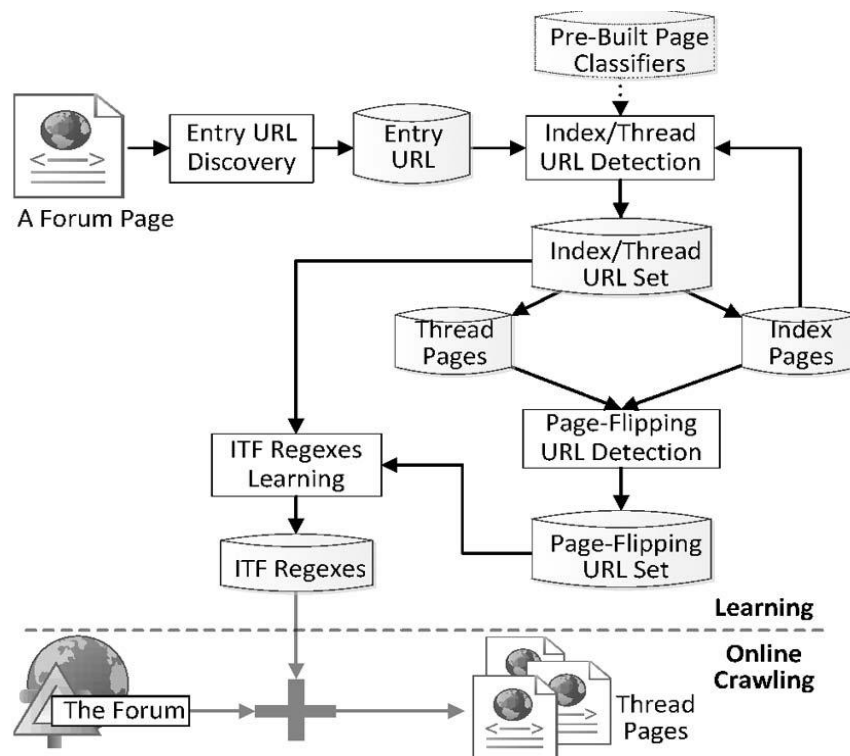 Pre-Built Page
Classifiers
A Forum Page
Entry URL
Discovery
Entry
URL
Index/Thread
URL Detection
Index/Thread
URL Set
Thread
Pages
Index
Pages
Page-Flipping
URL Detection
ITF Regexes
Learning
Page-Flipping
URL Set
ITF Regexes
Learning
Online
Crawling
The Forum
Thread
Pages